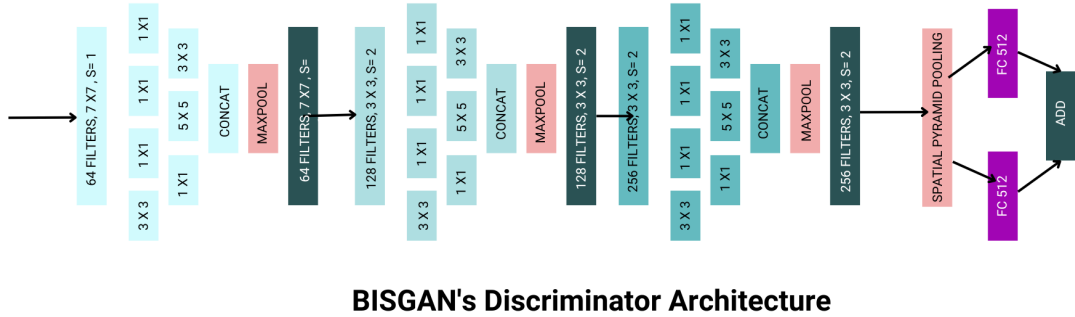 64 FILTERS, 7 X7, S= 1
1 X1
1 X1
1 X1
3 X 3
3 X 3
5 X 5
1 X1
CONCAT
MAXPOOL
64 FILTERS, 7 X7 , S=
128 FILTERS, 3 X 3, S= 2
1 X1
1 X1
1 X1
3 X 3
3 X 3
5 X 5
1 X1
CONCAT
MAXPOOL
128 FILTERS, 3 X 3, S= 2
256 FILTERS, 3 X 3, S= 2
1 X1
1 X1
1 X1
3 X 3
3 X 3
5 X 5
1 X1
CONCAT
MAXPOOL
256 FILTERS, 3 X 3, S= 2
SPATIAL PYRAMID POOLING
FC 512
FC 512
ADD
BISGAN's Discriminator Architecture